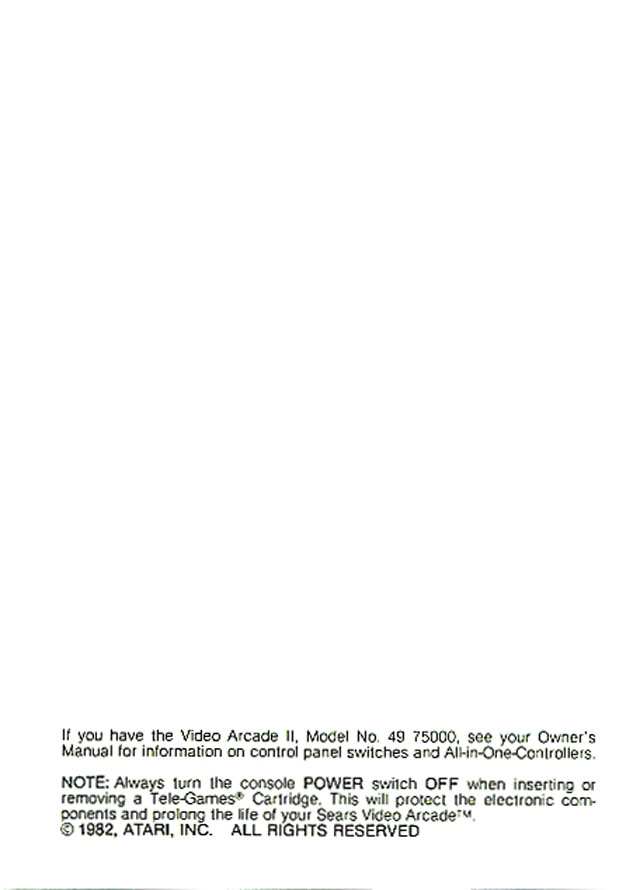 If you have the Video Arcade II, Model No. 49 75000, see your Owner's
Manual for information on control panel switches and All-in-One-Controllers.
NOTE: Always turn the console POWER switch OFF when inserting or
removing a Tele-Games® Cartridge. This will protect the electronic com-
ponents and prolong the life of your Sears Video Arcade™.
© 1982, ATARI, INC. ALL RIGHTS RESERVED